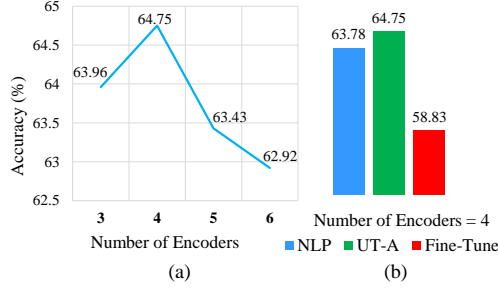 65
64.5
64
63.5
63
62.5
Accuracy (%)
63.96
64.75
63.43
62.92
3 4 5 6
Number of Encoders
(a)
63.78
64.75
58.83
Number of Encoders = 4
NLP UT-A Fine-Tune
(b)